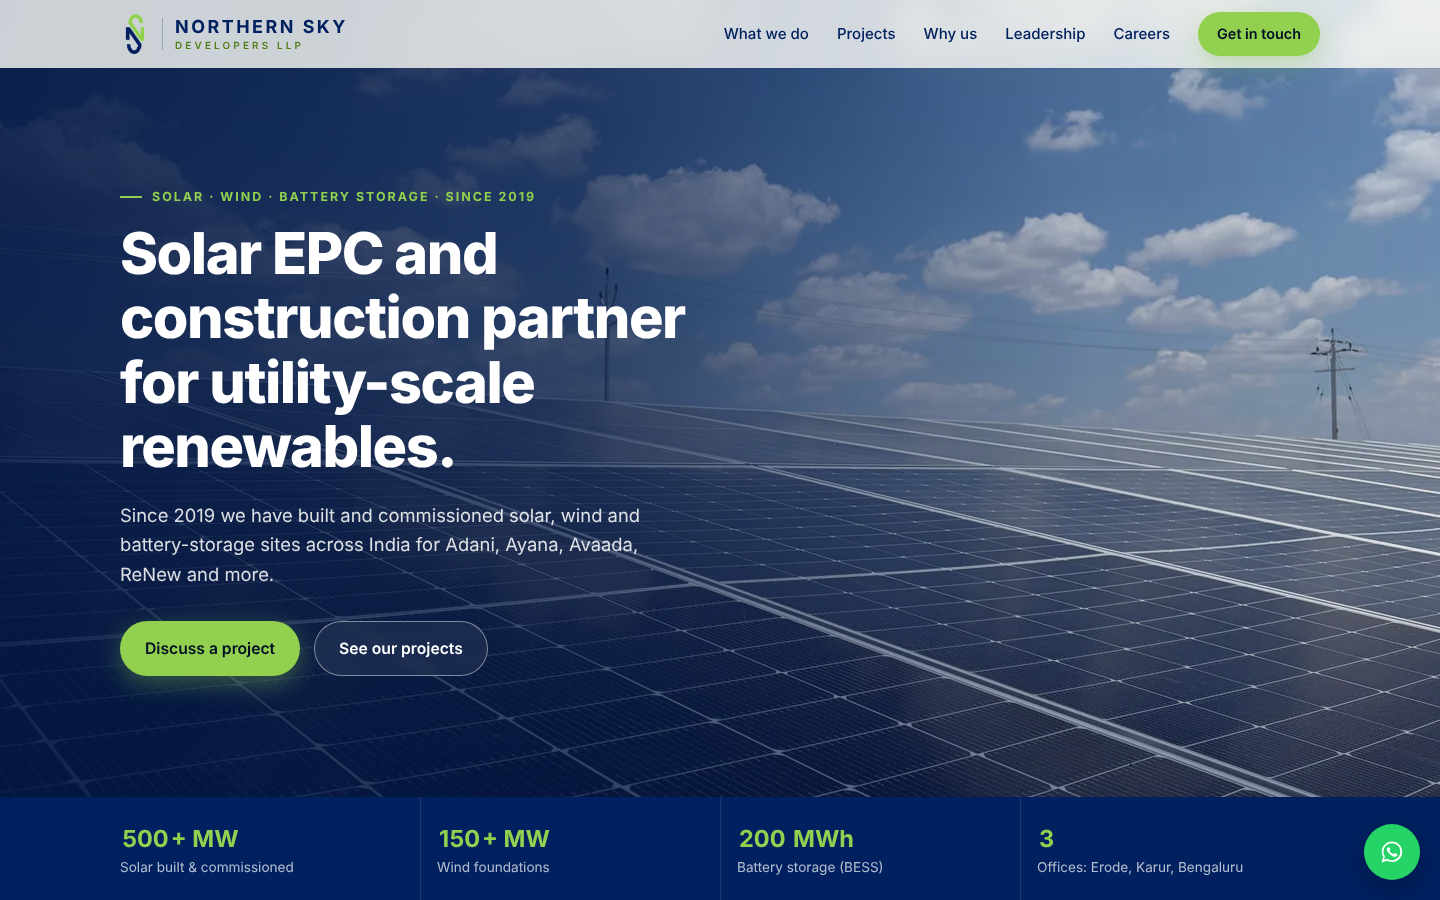 NORTHERN SKY
DEVELOPERS LLP
What we do
Projects
Why us
Leadership
Careers
Get in touch
SOLAR · WIND · BATTERY STORAGE · SINCE 2019
Solar EPC and
construction partner
for utility-scale
renewables.
Since 2019 we have built and commissioned solar, wind and
battery-storage sites across India for Adani, Ayana, Avaada,
ReNew and more.
Discuss a project
See our projects
500+ MW
Solar built & commissioned
150+ MW
Wind foundations
200 MWh
Battery storage (BESS)
3
Offices: Erode, Karur, Bengaluru